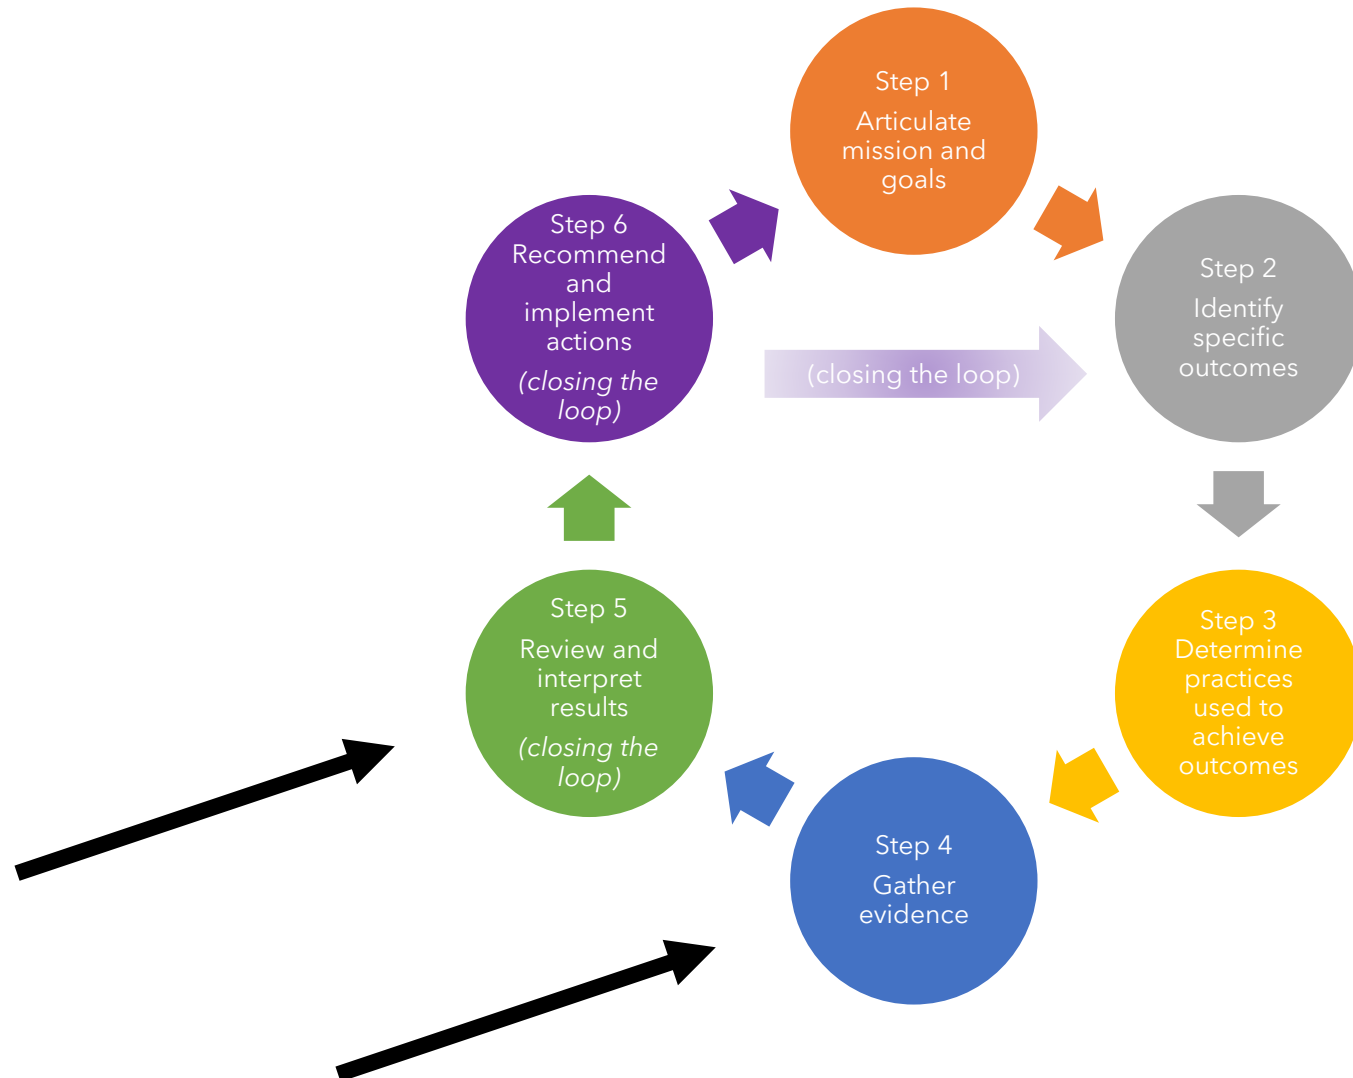 Step 1
Articulate
mission and
goals
Step 2
Identify
specific
outcomes
Step 3
Determine
practices
used to
achieve
outcomes
Step 4
Gather
evidence
Step 5
Review and
interpret
results
(closing the
loop)
Step 6
Recommend
and
implement
actions
(closing the
loop)
(closing the loop)